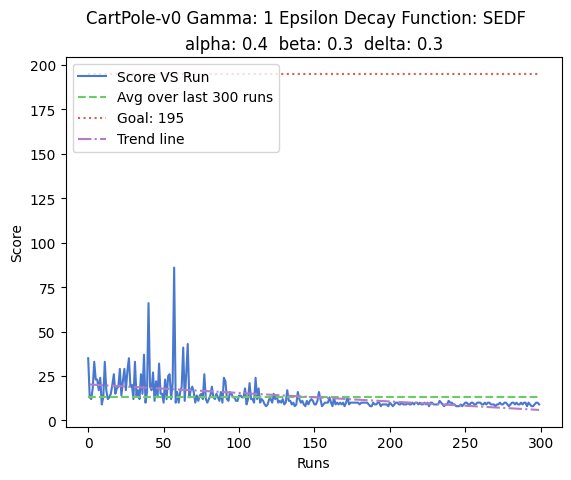 CartPole-v0 Gamma: 1 Epsilon Decay Function: SEDF
alpha: 0.4  beta: 0.3  delta: 0.3
Score VS Run
Avg over last 300 runs
Goal: 195
Trend line
200
175
150
125
100
75
50
25
0
Score
0 50 100 150 200 250 300
Runs